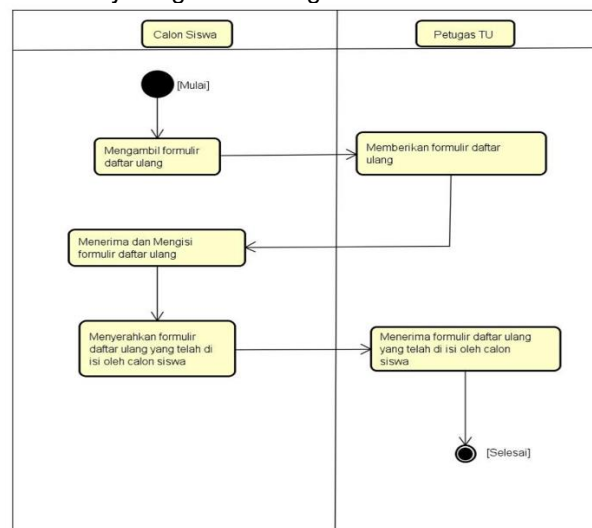 Calon Siswa
Petugas TU
[Mulai]
Mengambil formulir
daftar ulang
Memberikan formulir daftar
ulang
Menerima dan Mengisi
formulir daftar ulang
Menyerahkan formulir
daftar ulang yang telah di
isi oleh calon siswa
Menerima formulir daftar ulang
yang telah di isi oleh calon
siswa
[Selesai]